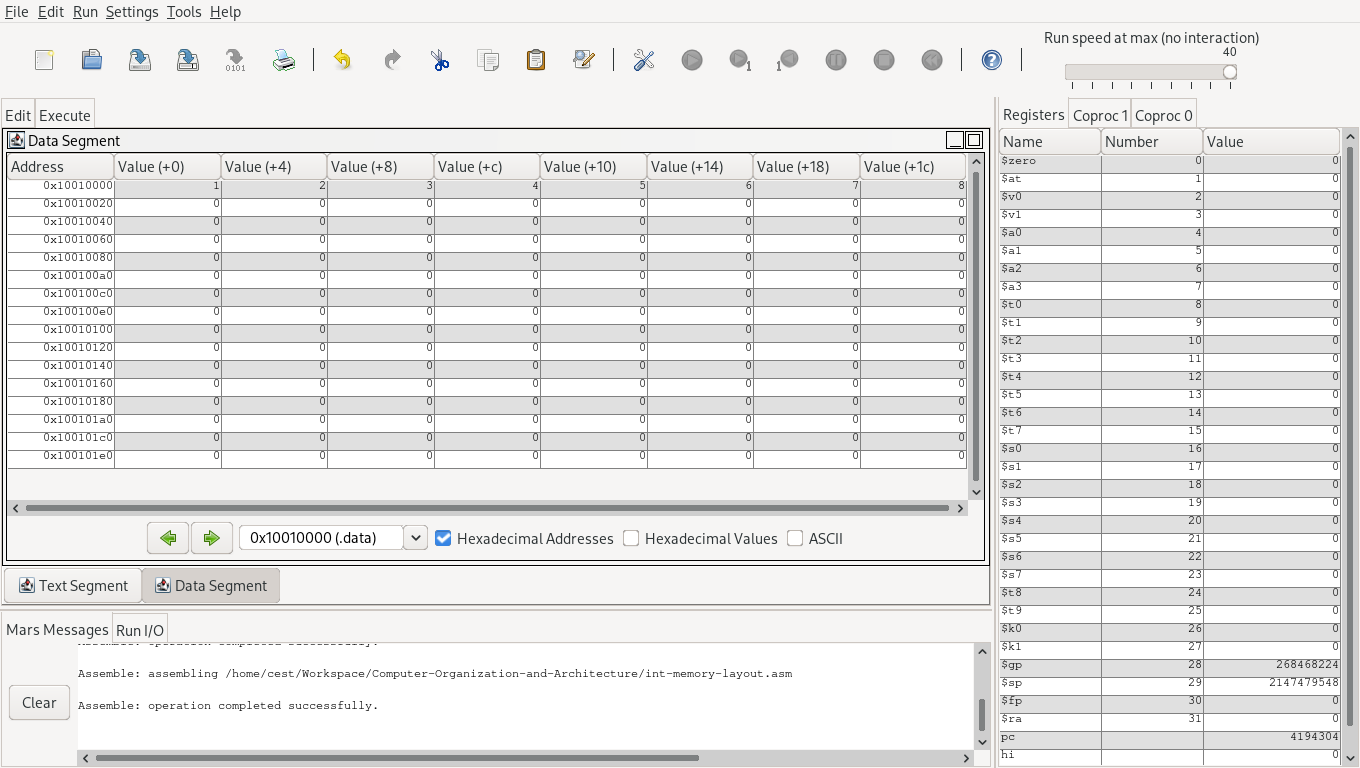 File Edit Run Settings Tools Help
Run speed at max (no interaction)
40
0101
1
1
Edit Execute
Registers Coproc 1 Coproc 0
Data Segment
Address Value (+0) Value (+4) Value (+8) Value (+c) Value (+10) Value (+14) Value (+18) Value (+1c)
0x10010000 1 2 3 4 5 6 7 8
0x10010020 0 0 0 0 0 0 0 0
0x10010040 0 0 0 0 0 0 0 0
0x10010060 0 0 0 0 0 0 0 0
0x10010080 0 0 0 0 0 0 0 0
0x100100a0 0 0 0 0 0 0 0 0
0x100100c0 0 0 0 0 0 0 0 0
0x100100e0 0 0 0 0 0 0 0 0
0x10010100 0 0 0 0 0 0 0 0
0x10010120 0 0 0 0 0 0 0 0
0x10010140 0 0 0 0 0 0 0 0
0x10010160 0 0 0 0 0 0 0 0
0x10010180 0 0 0 0 0 0 0 0
0x100101a0 0 0 0 0 0 0 0 0
0x100101c0 0 0 0 0 0 0 0 0
0x100101e0 0 0 0 0 0 0 0 0
0x10010000 (.data) Hexadecimal Addresses Hexadecimal Values ASCII
Text Segment Data Segment
Mars Messages Run I/O
Assemble: operation completed successfully.
Assemble: assembling /home/cest/Workspace/Computer-Organization-and-Architecture/int-memory-layout.asm
Assemble: operation completed successfully.
Clear
Name Number Value
$zero 0 0
$at 1 0
$v0 2 0
$v1 3 0
$a0 4 0
$a1 5 0
$a2 6 0
$a3 7 0
$t0 8 0
$t1 9 0
$t2 10 0
$t3 11 0
$t4 12 0
$t5 13 0
$t6 14 0
$t7 15 0
$s0 16 0
$s1 17 0
$s2 18 0
$s3 19 0
$s4 20 0
$s5 21 0
$s6 22 0
$s7 23 0
$t8 24 0
$t9 25 0
$k0 26 0
$k1 27 0
$gp 28 268468224
$sp 29 2147479548
$fp 30 0
$ra 31 0
pc 4194304
hi 0